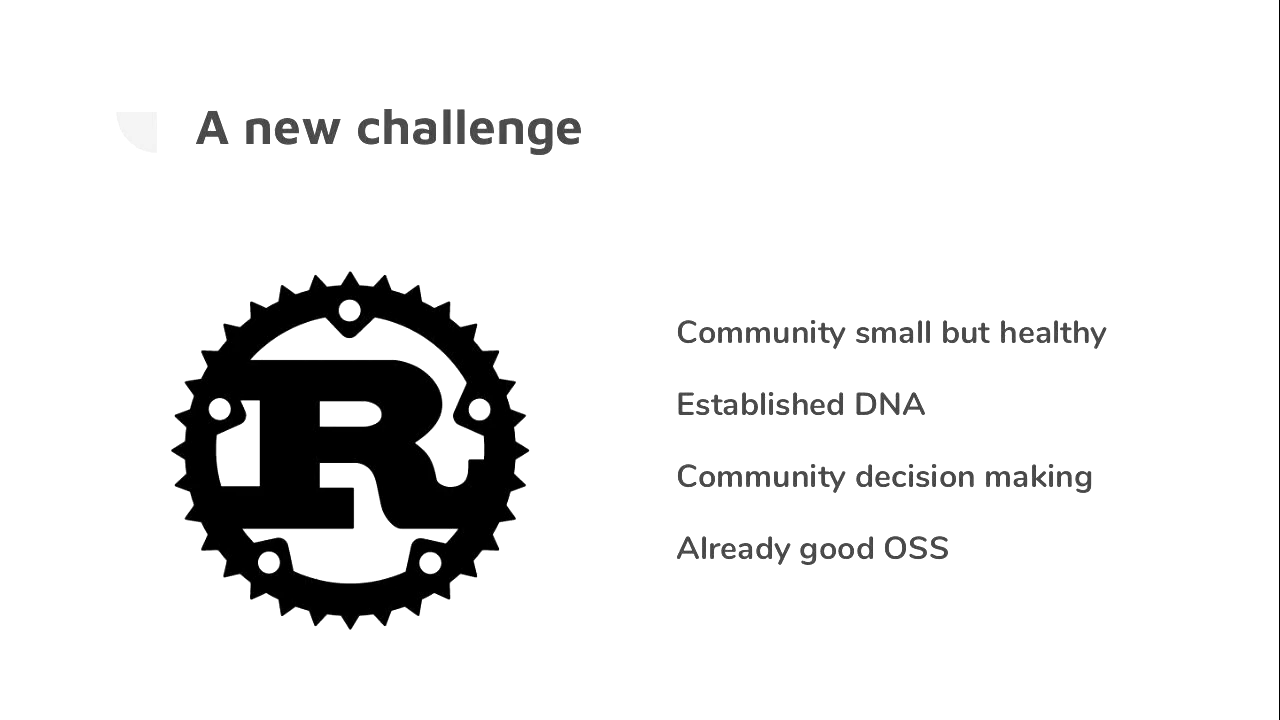 A new challenge
R
Community small but healthy
Established DNA
Community decision making
Already good OSS